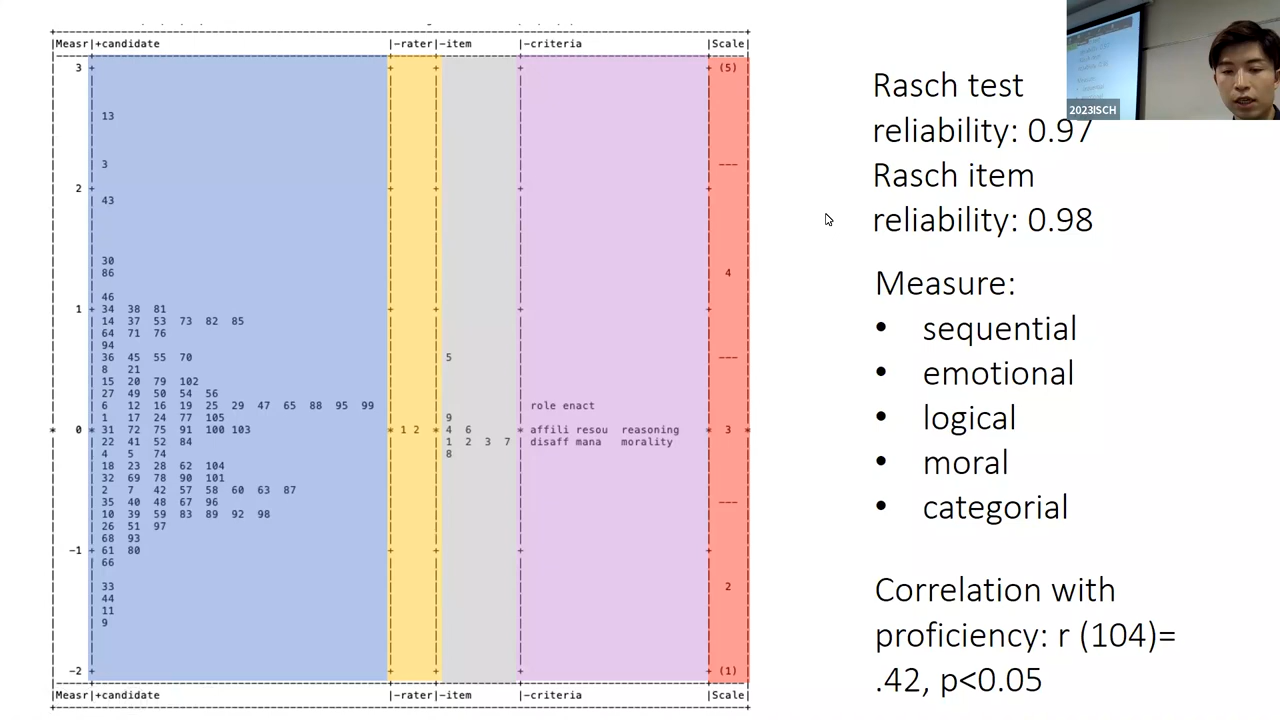 |Measr|+candidate |-rater|-item |-criteria |Scale|
3 + + + + + (5)
13
3 ---
2 + + + + +
43
30
86 4
46
1 + 34 38 81 + + + +
14 37 53 73 82 85
64 71 76
94
36 45 55 70 5 ---
8 21
15 20 79 102
27 49 50 54 56
6 12 16 19 25 29 47 65 88 95 99 role enact
1 17 24 77 105 9
* 0 * 31 72 75 91 100 103 * 1 2 * 4 6 * affili resou reasoning * 3 *
22 41 52 84 1 2 3 7 disaff mana morality
4 5 74 8
18 23 28 62 104
32 69 78 90 101
2 7 42 57 58 60 63 87
35 40 48 67 96 ---
10 39 59 83 89 92 98
26 51 97
68 93
-1 + 61 80 + + + +
66
33 2
44
11
9
-2 + + + + + (1)
|Measr|+candidate |-rater|-item |-criteria |Scale|
Rasch test
reliability: 0.97
Rasch item
reliability: 0.98
Measure:
• sequential
• emotional
• logical
• moral
• categorial
Correlation with
proficiency: r (104)=
.42, p<0.05
2023ISCH